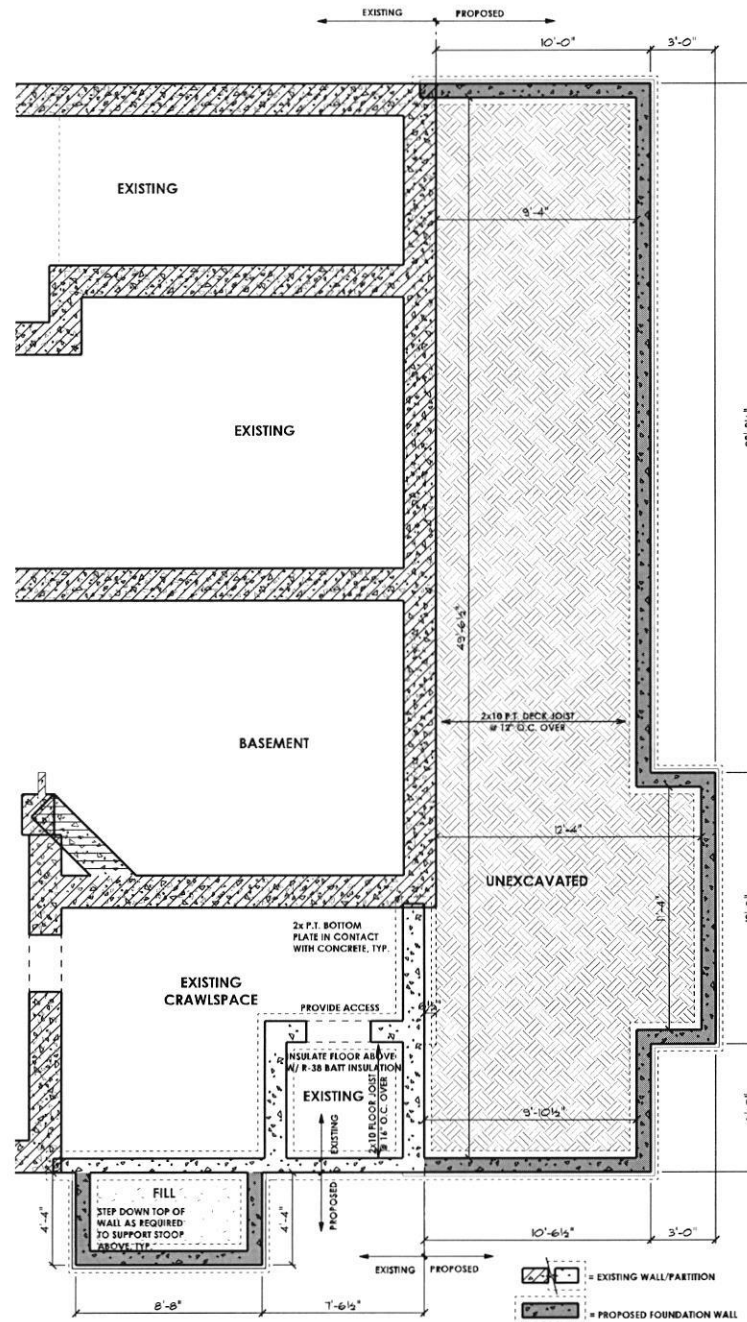 EXISTING
PROPOSED
10'-0"
3'-0"
EXISTING
9'-4"
EXISTING
49'-6½"
2x10 P.T. DECK JOIST
@ 12" O.C. OVER
BASEMENT
12'-4"
UNEXCAVATED
11'-4"
2x P.T. BOTTOM
PLATE IN CONTACT
WITH CONCRETE, TYP.
EXISTING
CRAWLSPACE
6½"
PROVIDE ACCESS
INSULATE FLOOR ABOVE
W/ R-38 BATT INSULATION
EXISTING
2x10 FLOOR JOIST
@ 16" O.C. OVER
EXISTING
PROPOSED
9'-10½"
FILL
STEP DOWN TOP OF
WALL AS REQUIRED
TO SUPPORT STOOP
ABOVE, TYP.
4'-4"
4'-4"
10'-6½"
3'-0"
EXISTING
PROPOSED
8'-8"
7'-6½"
= EXISTING WALL/PARTITION
= PROPOSED FOUNDATION WALL